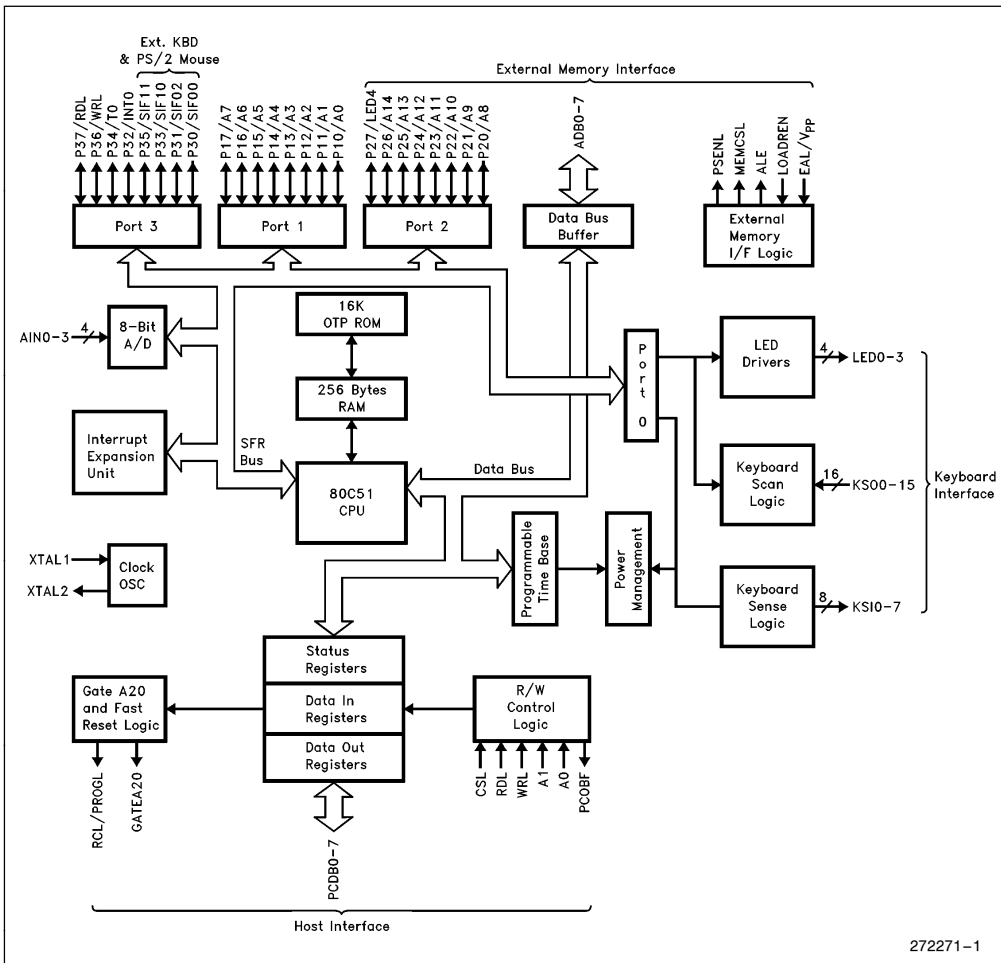 Ext. KBD
& PS/2 Mouse
External Memory Interface
P37/RDL
P36/WRL
P34/T0
P32/INT0
P35/SIF11
P33/SIF10
P31/SIF02
P30/SIF00
P17/A7
P16/A6
P15/A5
P14/A4
P13/A3
P12/A2
P11/A1
P10/A0
P27/LED4
P26/A14
P25/A13
P24/A12
P23/A11
P22/A10
P21/A9
P20/A8
ADB0-7
PSENL
MEMCSL
ALE
LOADREN
EAL/VPP
Port 3
Port 1
Port 2
Data Bus
Buffer
External
Memory
I/F Logic
AIN0-3
4
8-Bit
A/D
16K
OTP ROM
256 Bytes
RAM
Port 0
LED
Drivers
4
LED0-3
Interrupt
Expansion
Unit
SFR
Bus
80C51
CPU
Data Bus
Keyboard
Scan
Logic
16
KSO0-15
Keyboard
Interface
XTAL1
XTAL2
Clock
OSC
Programmable
Time Base
Power
Management
Keyboard
Sense
Logic
8
KSI0-7
Status
Registers
Data In
Registers
Data Out
Registers
Gate A20
and Fast
Reset Logic
R/W
Control
Logic
RCL/PROGL
GATEA20
CSL
RDL
WRL
A1
A0
PCOBF
PCDB0-7
Host Interface
272271-1